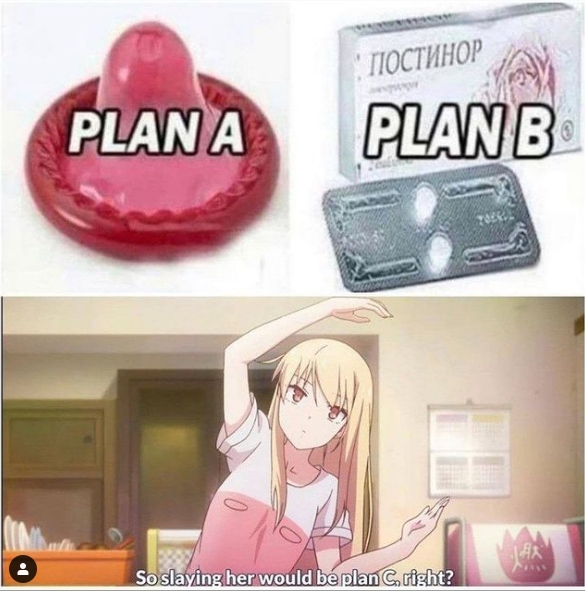 PLAN A
ПОСТИНОР
PLAN B
So slaying her would be plan C, right?